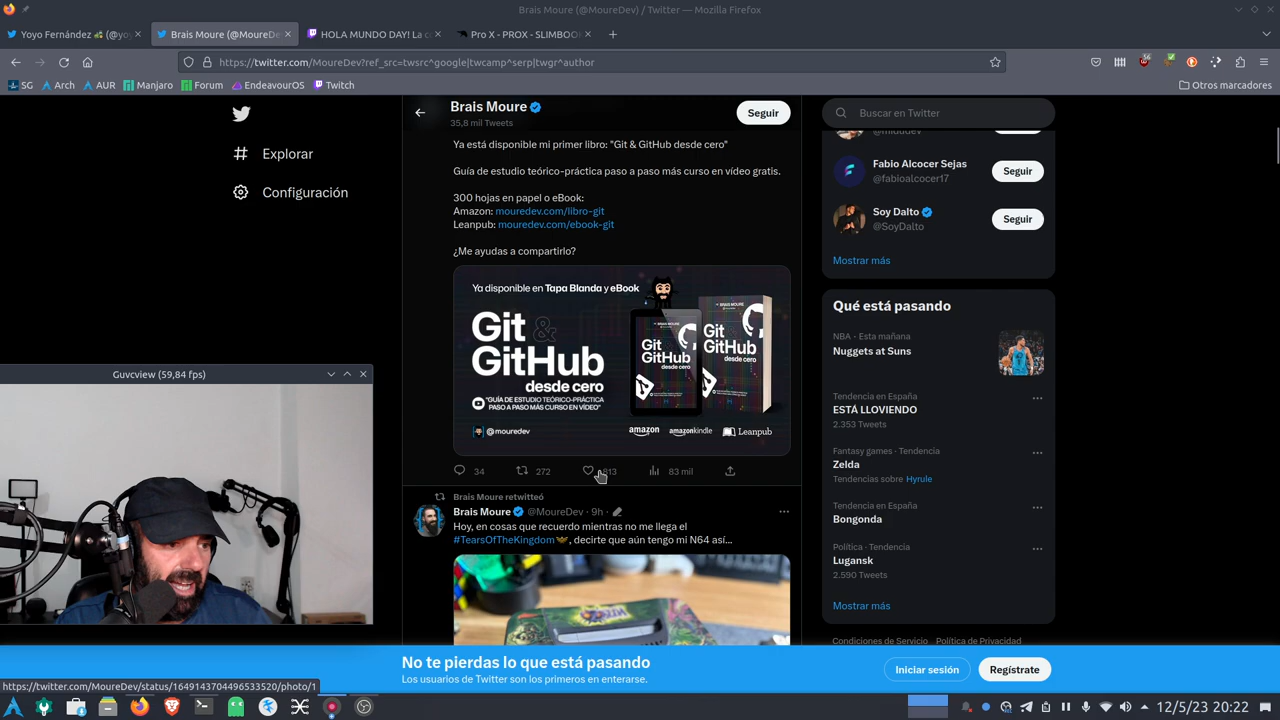 Brais Moure (@MoureDev) / Twitter — Mozilla Firefox
Yoyo Fernández
Brais Moure (@MoureDe
HOLA MUNDO DAY! La c
Pro X - PROX - SLIMBOOK
https://twitter.com/MoureDev?ref_src=twsrc^google|twcamp^serp|twgr^author
SG
Arch
AUR
Manjaro
Forum
EndeavourOS
Twitch
Otros marcadores
Explorar
Configuración
Brais Moure
35,8 mil Tweets
Seguir
Ya está disponible mi primer libro: "Git & GitHub desde cero"
Guía de estudio teórico-práctica paso a paso más curso en vídeo gratis.
300 hojas en papel o eBook:
Amazon: mouredev.com/libro-git
Leanpub: mouredev.com/ebook-git
¿Me ayudas a compartirlo?
Ya disponible en Tapa Blanda y eBook
Git &
GitHub
desde cero
"GUÍA DE ESTUDIO TEÓRICO-PRÁCTICA
PASO A PASO MÁS CURSO EN VÍDEO"
@mouredev
amazon
amazonkindle
Leanpub
Git &
GitHub
desde cero
Git &
GitHub
desde cero
34
272
813
83 mil
Brais Moure retwitteó
Brais Moure @MoureDev · 9h ·
Hoy, en cosas que recuerdo mientras no me llega el
#TearsOfTheKingdom, decirte que aún tengo mi N64 así...
Buscar en Twitter
@midudev
Fabio Alcocer Sejas
@fabioalcocer17
Seguir
Soy Dalto
@SoyDalto
Seguir
Mostrar más
Qué está pasando
NBA · Esta mañana
Nuggets at Suns
Tendencia en España
ESTÁ LLOVIENDO
2.353 Tweets
Fantasy games · Tendencia
Zelda
Tendencias sobre Hyrule
Tendencia en España
Bongonda
Política · Tendencia
Lugansk
2.590 Tweets
Mostrar más
Condiciones de Servicio Política de Privacidad
Guvcview (59,84 fps)
No te pierdas lo que está pasando
Los usuarios de Twitter son los primeros en enterarse.
Iniciar sesión
Regístrate
https://twitter.com/MoureDev/status/1649143704496533520/photo/1
12/5/23 20:22